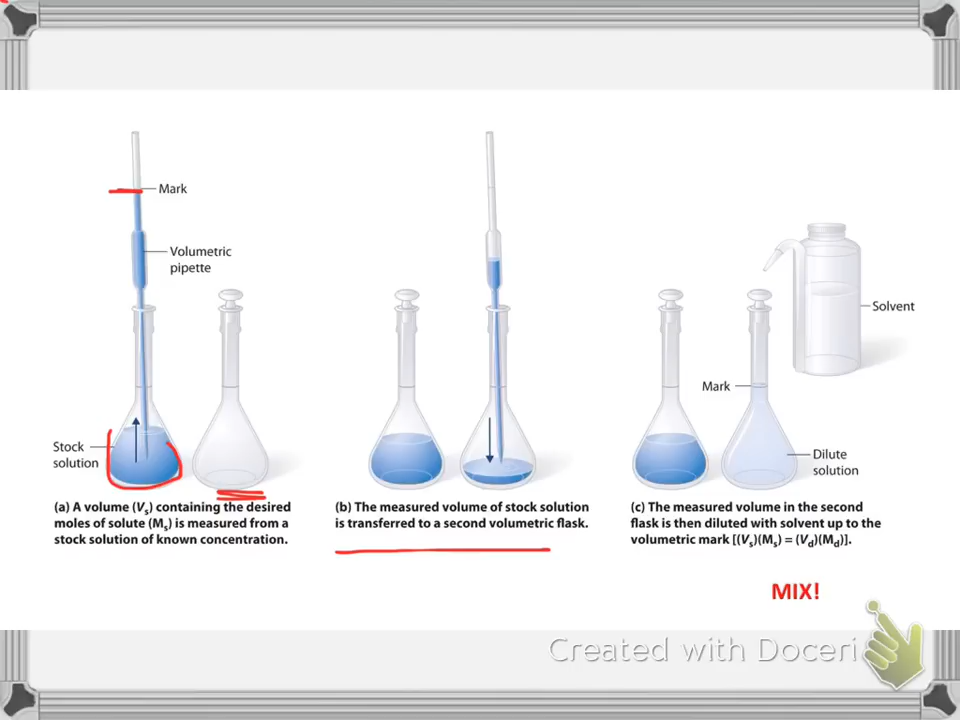 Mark
Volumetric
pipette
Solvent
Mark
Stock
solution
Dilute
solution
(a) A volume (Vs) containing the desired
moles of solute (Ms) is measured from a
stock solution of known concentration.
(b) The measured volume of stock solution
is transferred to a second volumetric flask.
(c) The measured volume in the second
flask is then diluted with solvent up to the
volumetric mark [(Vs)(Ms) = (Vd)(Md)].
MIX!
Created with Doceri